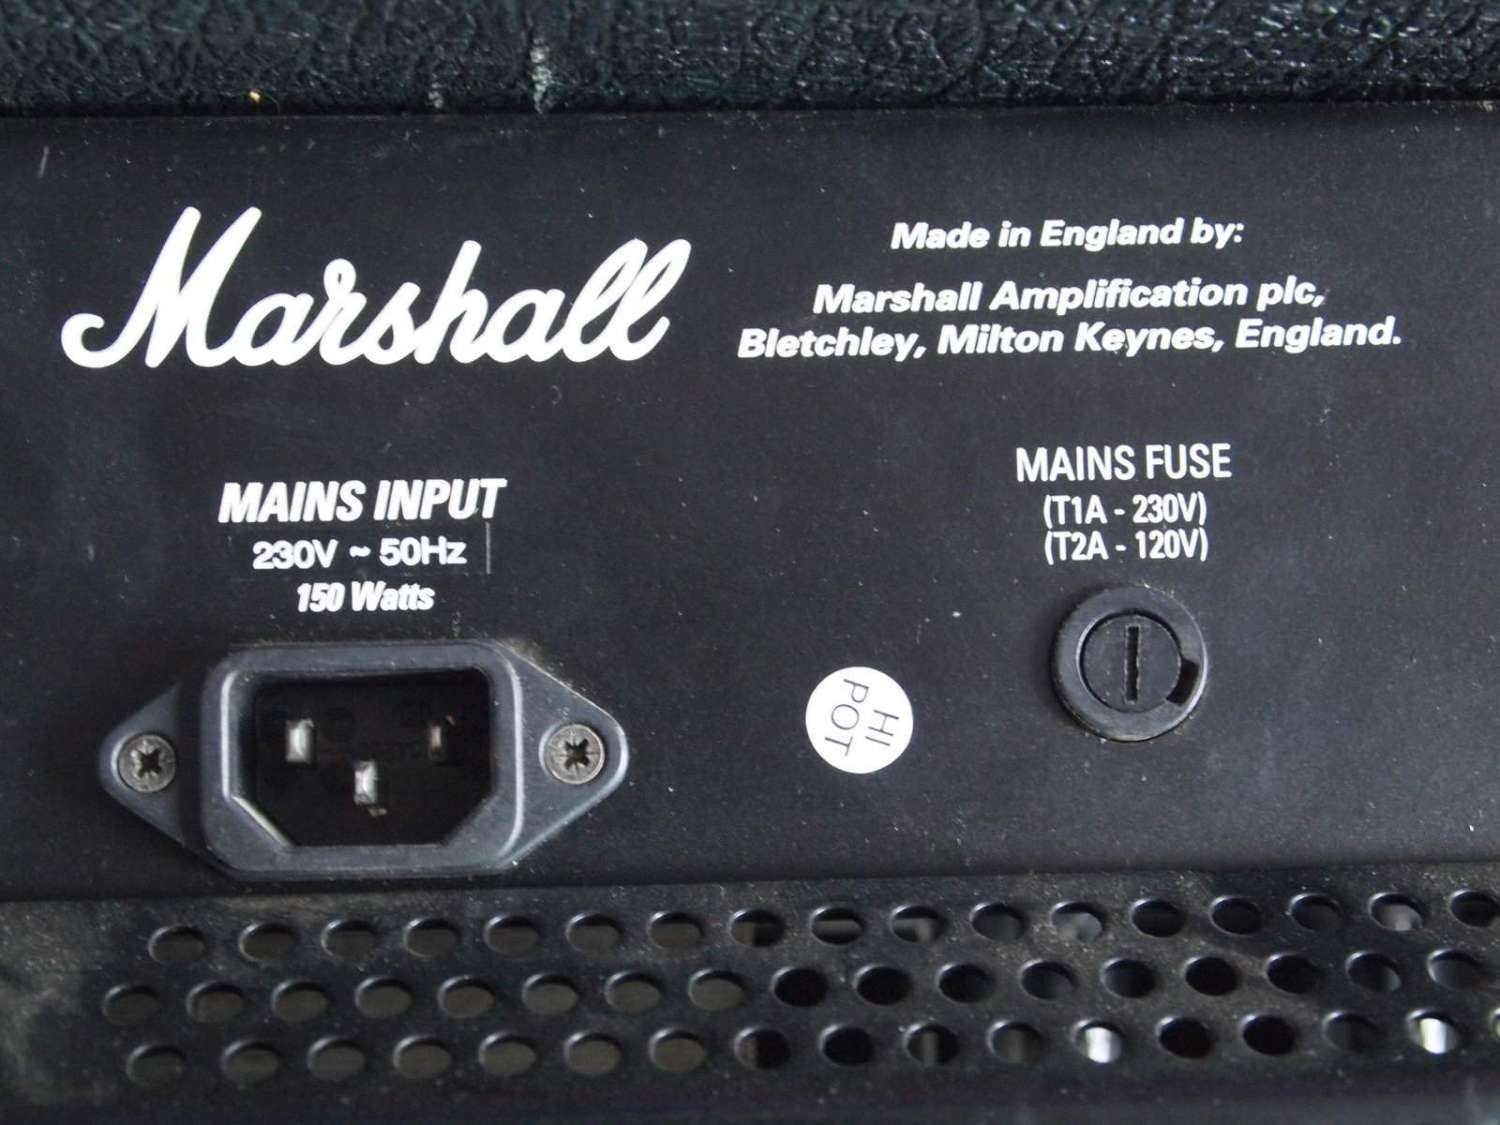 Marshall
Made in England by:
Marshall Amplification plc,
Bletchley, Milton Keynes, England.
MAINS INPUT
230V ~ 50Hz
150 Watts
MAINS FUSE
(T1A - 230V)
(T2A - 120V)
HI
POT